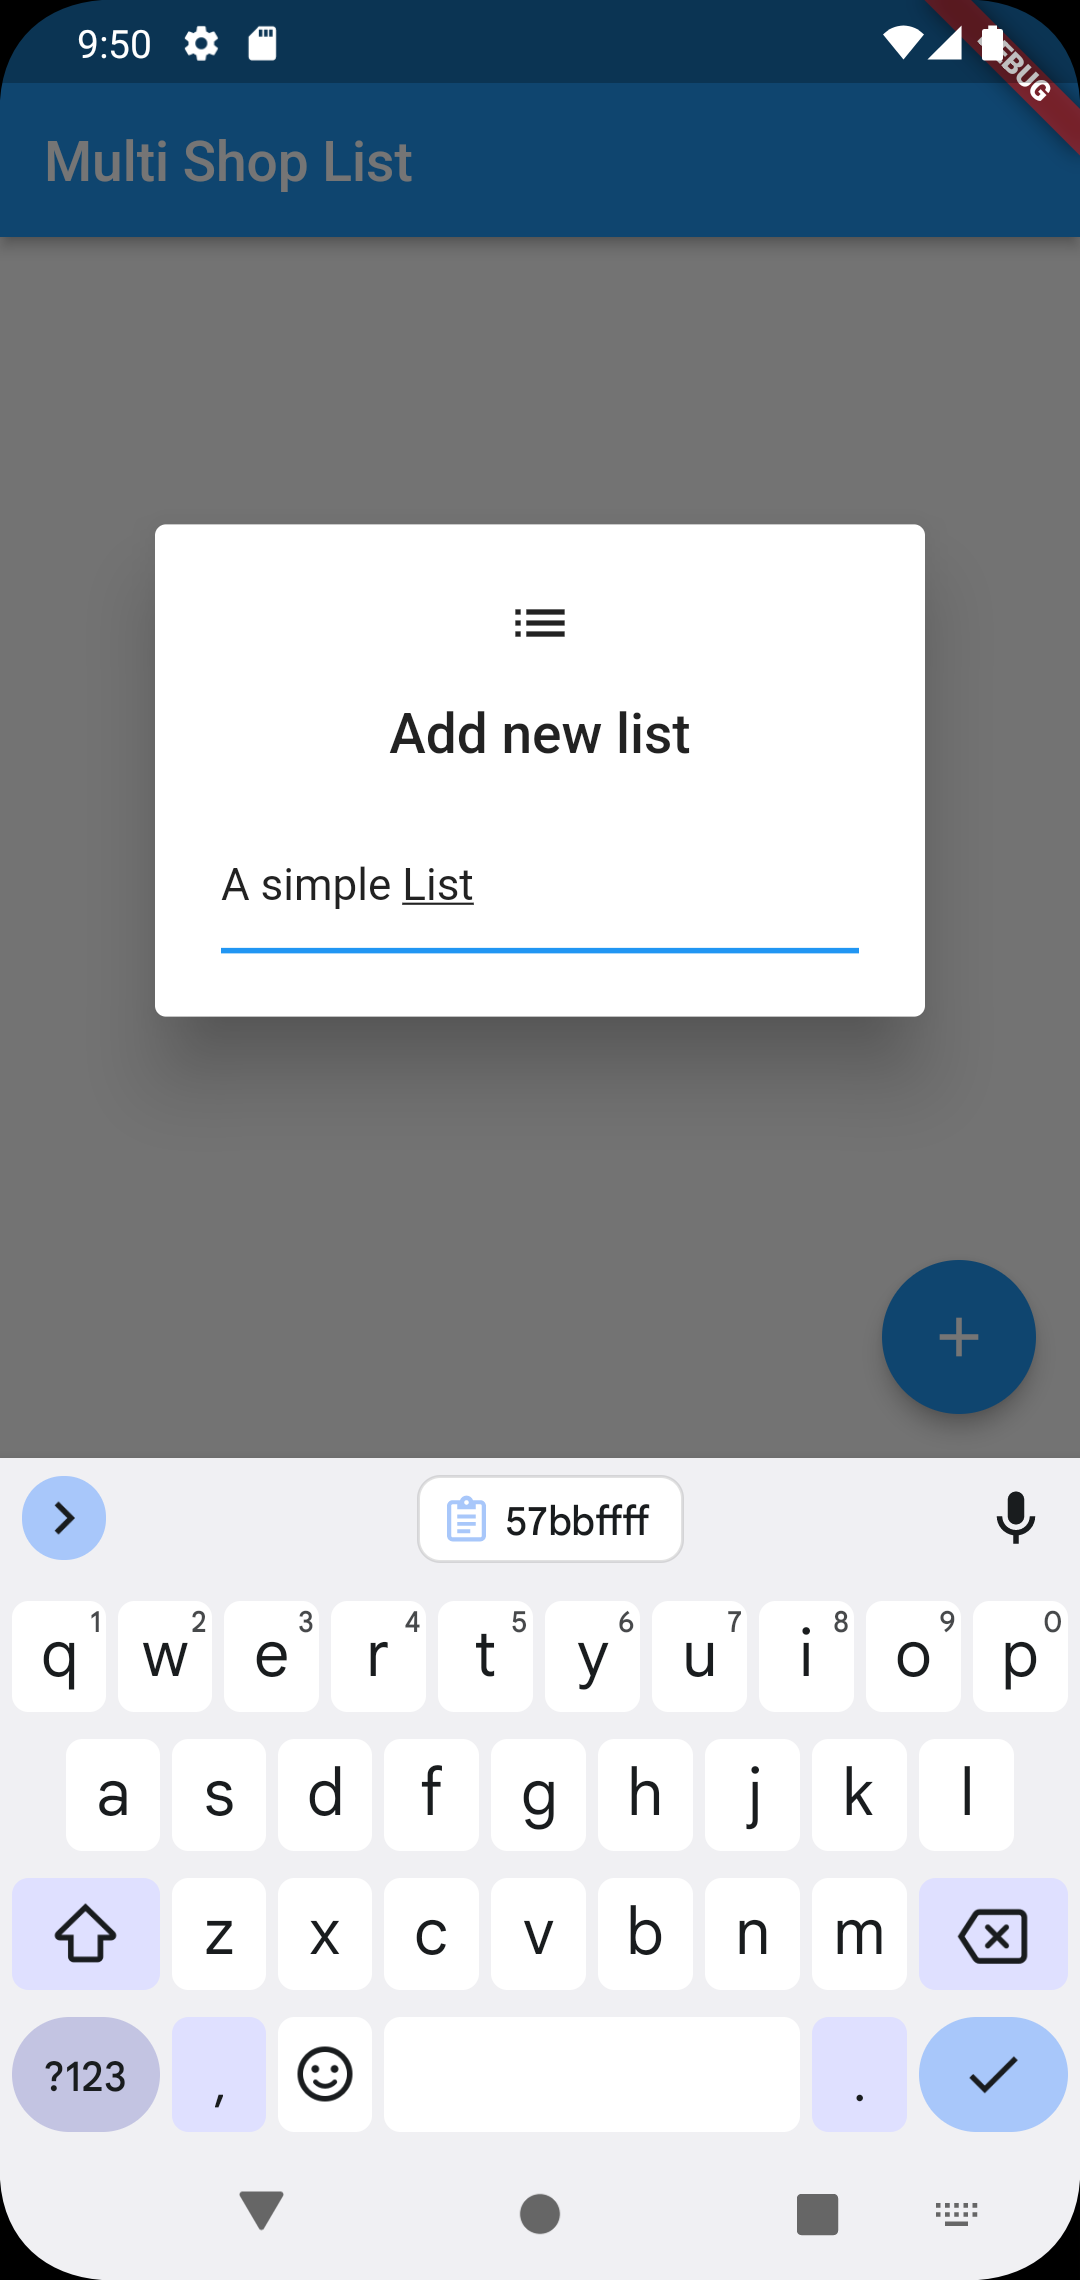 9:50
DEBUG
Multi Shop List
Add new list
A simple List
57bbffff
q 1 w 2 e 3 r 4 t 5 y 6 u 7 i 8 o 9 p 0
a s d f g h j k l
z x c v b n m
?123 , .